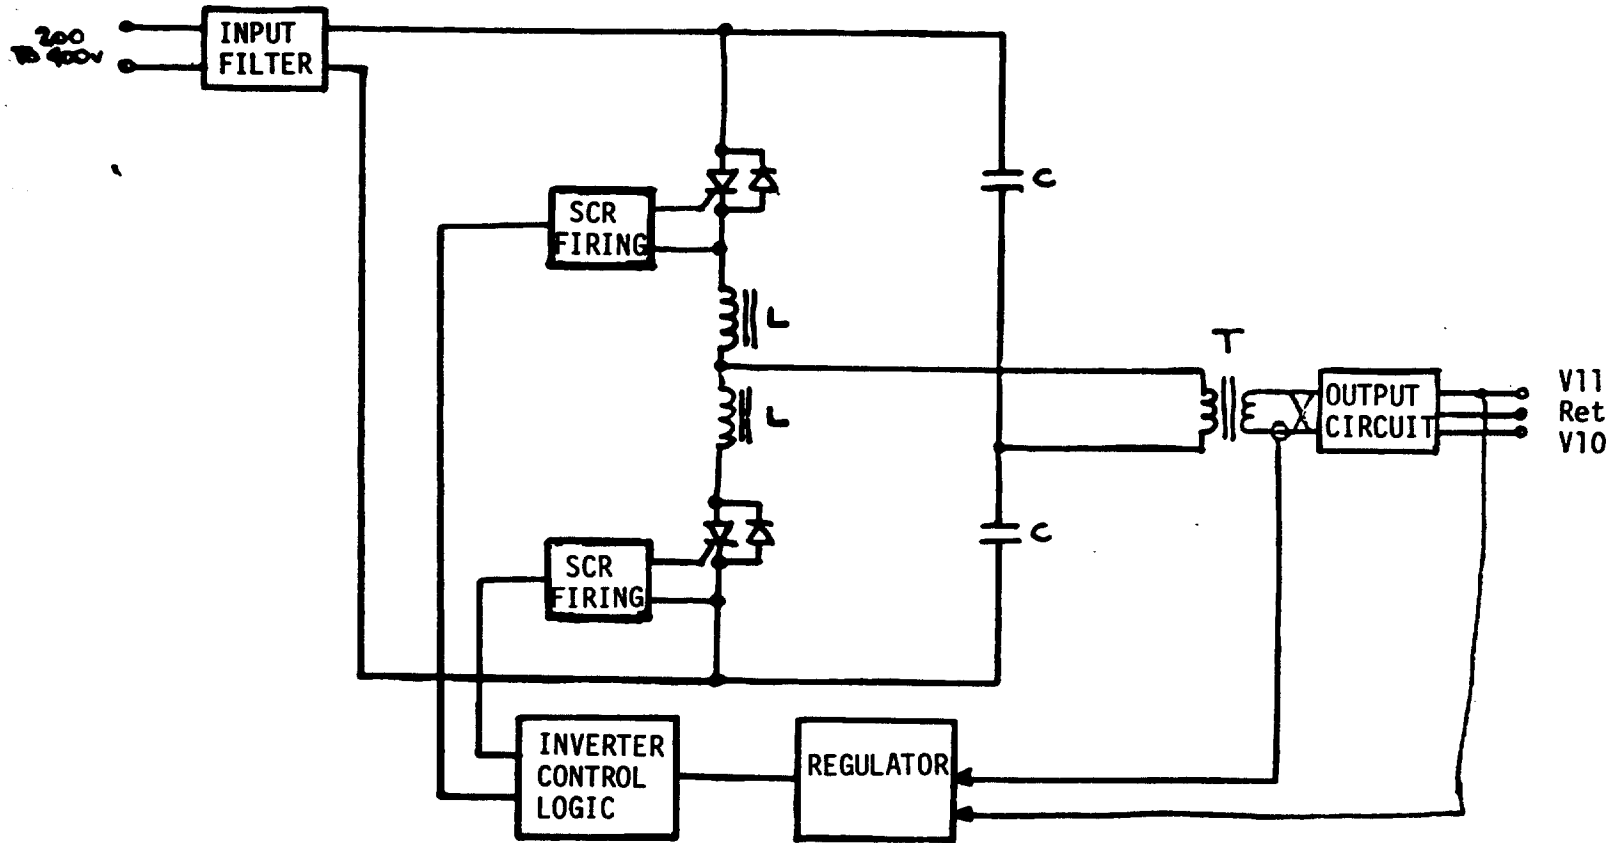 200
TO 400V
INPUT
FILTER
C
SCR
FIRING
L
T
L
OUTPUT
CIRCUIT
V11
Ret
V10
C
SCR
FIRING
INVERTER
CONTROL
LOGIC
REGULATOR